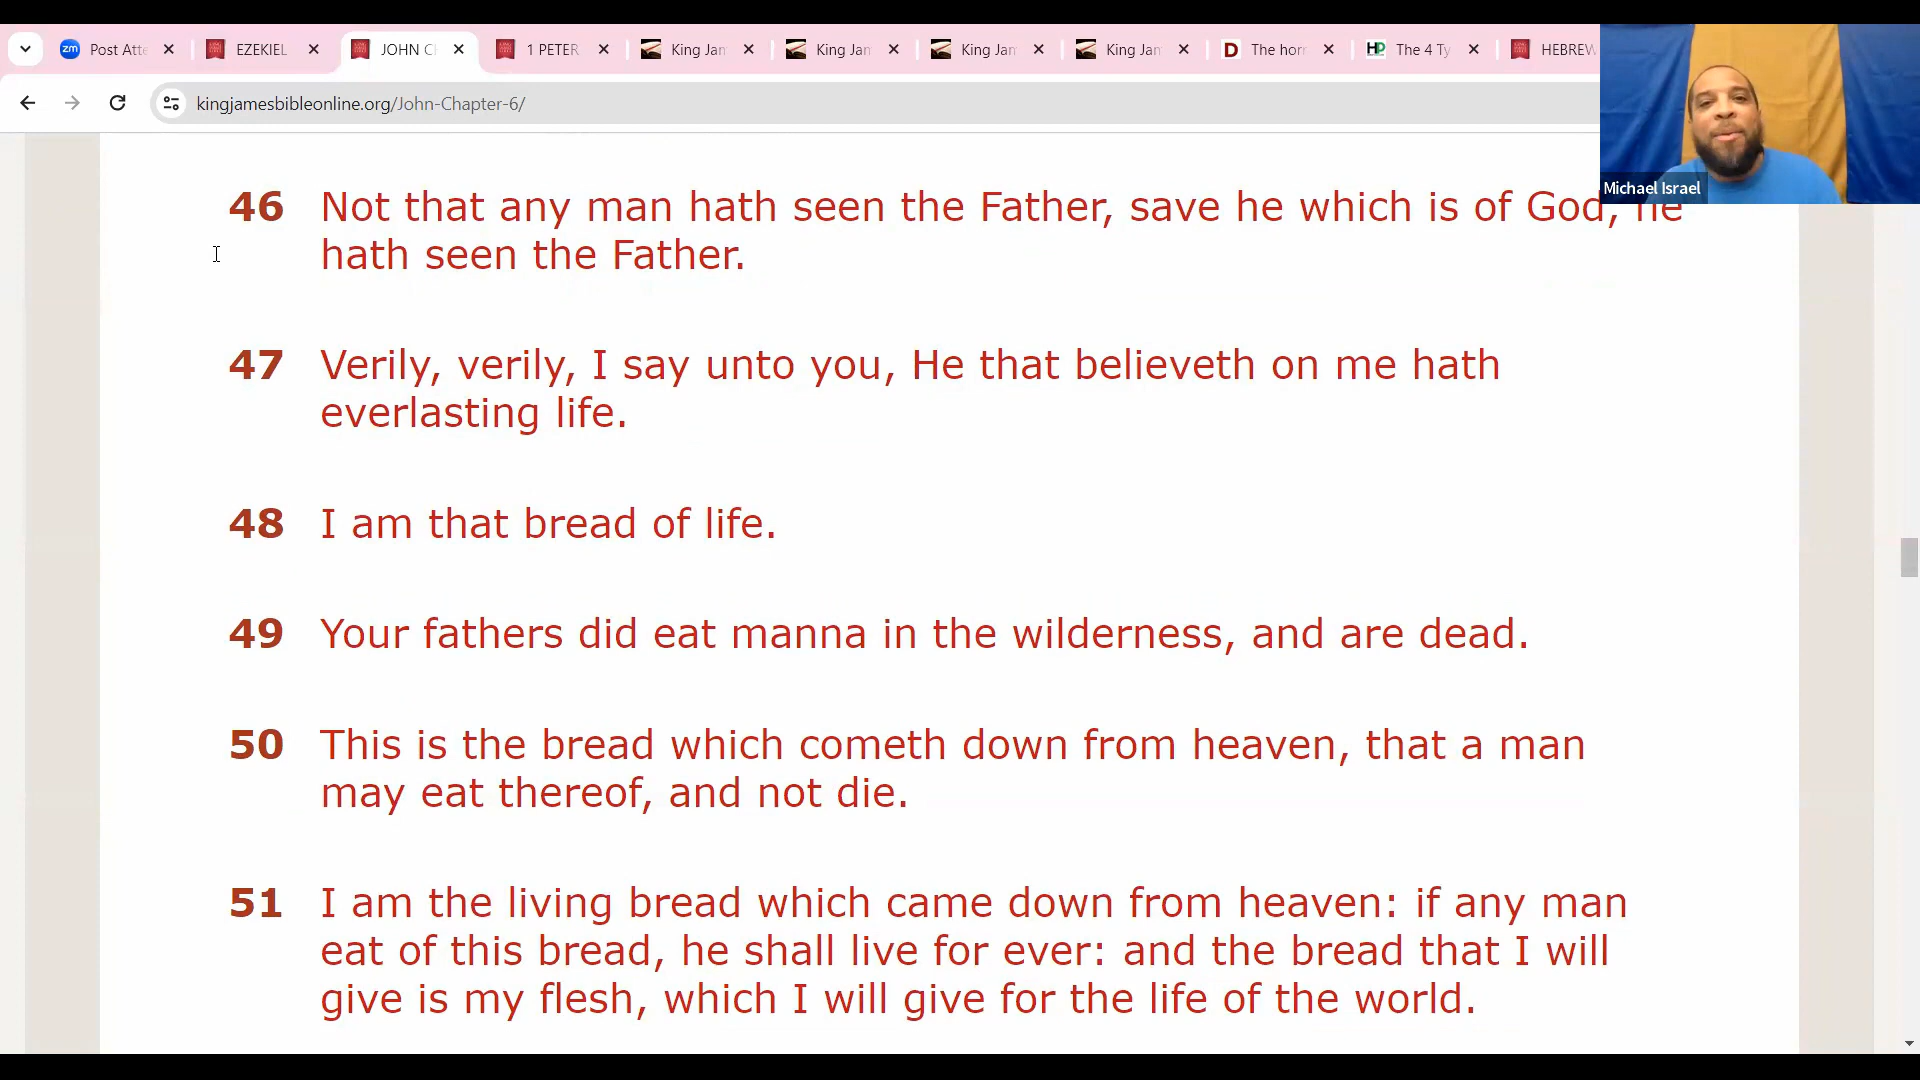 Post Atte
EZEKIEL
JOHN C
1 PETER
King Jam
King Jam
King Jam
King Jam
The horr
The 4 Ty
HEBREW
kingjamesbibleonline.org/John-Chapter-6/
Michael Israel
46 Not that any man hath seen the Father, save he which is of God, he
hath seen the Father.
47 Verily, verily, I say unto you, He that believeth on me hath
everlasting life.
48 I am that bread of life.
49 Your fathers did eat manna in the wilderness, and are dead.
50 This is the bread which cometh down from heaven, that a man
may eat thereof, and not die.
51 I am the living bread which came down from heaven: if any man
eat of this bread, he shall live for ever: and the bread that I will
give is my flesh, which I will give for the life of the world.